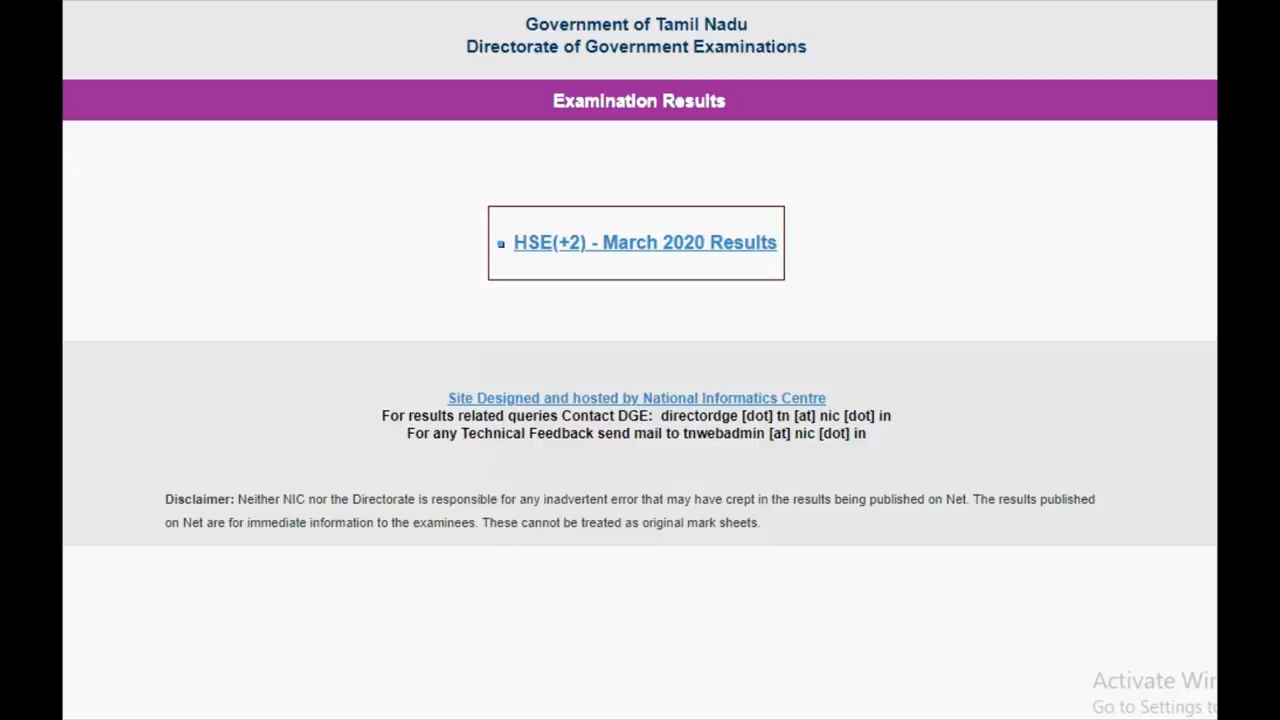 Government of Tamil Nadu
Directorate of Government Examinations
Examination Results
HSE(+2) - March 2020 Results
Site Designed and hosted by National Informatics Centre
For results related queries Contact DGE: directordge [dot] tn [at] nic [dot] in
For any Technical Feedback send mail to tnwebadmin [at] nic [dot] in
Disclaimer: Neither NIC nor the Directorate is responsible for any inadvertent error that may have crept in the results being published on Net. The results published
on Net are for immediate information to the examinees. These cannot be treated as original mark sheets.
Activate
Go to Settings